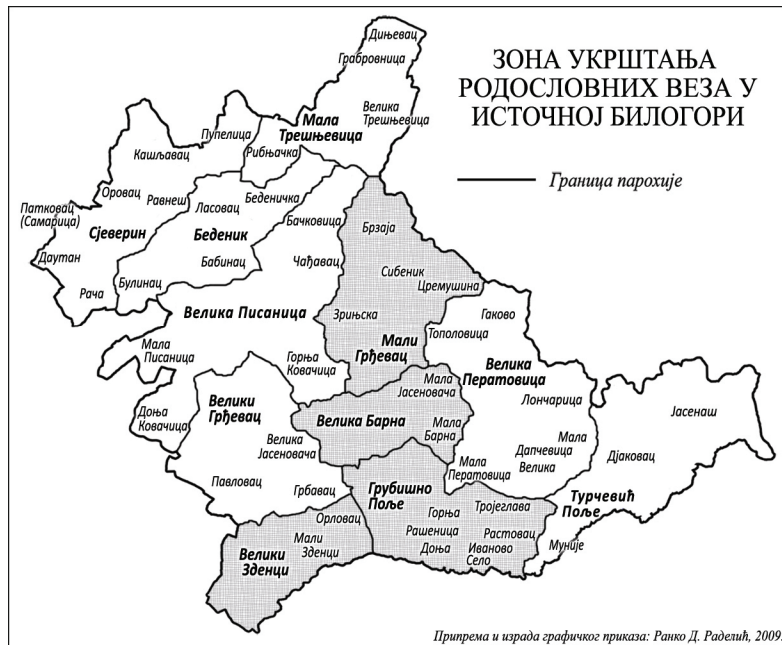 ЗОНА УКРШТАЊА
РОДОСЛОВНИХ ВЕЗА У
ИСТОЧНОЈ БИЛОГОРИ
Граница парохије
Дињевац
Грабровница
Велика
Трешњевица
Мала
Трешњевица
Пупелица
Рибњачка
Кашљавац
Оровац
Равнеш
Патковац
(Самарица)
Сјеверин
Даутан
Рача
Беденичка
Ласовац
Беденик
Бабинац
Булинац
Бачковица
Чађавац
Велика Писаница
Мала
Писаница
Горња
Ковачица
Доња
Ковачица
Брзаја
Сибеник
Цремушина
Зрињска
Мали
Грђевац
Гаково
Тополовица
Велика
Ператовица
Лончарица
Мала
Дапчевица
Велика
Мала
Ператовица
Јасенаш
Дјаковац
Турчевић
Поље
Муније
Велики
Грђевац
Велика
Јасеновача
Павловац
Грбавац
Мала
Јасеновача
Велика Барна
Мала
Барна
Грубишно
Поље
Горња
Рашеница
Доња
Тројеглава
Растовац
Иваново
Село
Орловац
Мали
Зденци
Велики
Зденци
Припрема и израда графичког приказа: Ранко Д. Раделић, 2009.